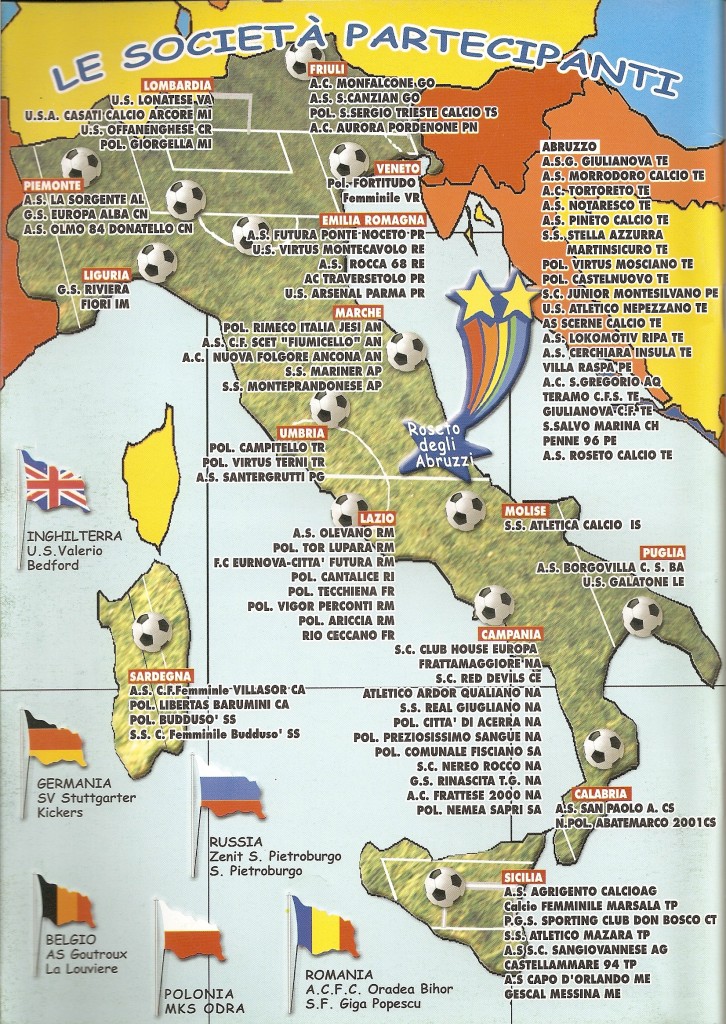 LE SOCIETÀ PARTECIPANTI
LOMBARDIA
U.S. LONATESE VA
U.S.A. CASATI CALCIO ARCORE MI
U.S. OFFANENGHESE CR
POL. GIORGELLA MI
FRIULI
A.C. MONFALCONE GO
A.S. S.CANZIAN GO
POL. S.SERGIO TRIESTE CALCIO TS
A.C. AURORA PORDENONE PN
VENETO
Pol. FORTITUDO
Femminile VR
PIEMONTE
A.S. LA SORGENTE AL
G.S. EUROPA ALBA CN
A.S. OLMO 84 DONATELLO CN
EMILIA ROMAGNA
A.S. FUTURA PONTE NOCETO PR
U.S. VIRTUS MONTECAVOLO RE
A.S. ROCCA 68 RE
AC TRAVERSETOLO PR
U.S. ARSENAL PARMA PR
LIGURIA
G.S. RIVIERA
FIORI IM
MARCHE
POL. RIMECO ITALIA JESI AN
A.S. C.F. SCET "FIUMICELLO" AN
A.C. NUOVA FOLGORE ANCONA AN
S.S. MARINER AP
S.S. MONTEPRANDONESE AP
ABRUZZO
A.S.G. GIULIANOVA TE
A.S. MORRODORO CALCIO TE
A.C. TORTORETO TE
A.S. NOTARESCO TE
A.S. PINETO CALCIO TE
S.S. STELLA AZZURRA
MARTINSICURO TE
POL. VIRTUS MOSCIANO TE
POL. CASTELNUOVO TE
S.C. JUNIOR MONTESILVANO PE
U.S. ATLETICO NEPEZZANO TE
AS SCERNE CALCIO TE
A.S. LOKOMOTIV RIPA TE
A.S. CERCHIARA INSULA TE
VILLA RASPA PE
A.C. S.GREGORIO AQ
TERAMO C.F.S. TE
GIULIANOVA C.F. TE
S.SALVO MARINA CH
PENNE 96 PE
A.S. ROSETO CALCIO TE
Roseto
degli
Abruzzi
UMBRIA
POL. CAMPITELLO TR
POL. VIRTUS TERNI TR
A.S. SANTERGRUTTI PG
INGHILTERRA
U.S.Valerio
Bedford
LAZIO
A.S. OLEVANO RM
POL. TOR LUPARA RM
F.C EURNOVA-CITTA' FUTURA RM
POL. CANTALICE RI
POL. TECCHIENA FR
POL. VIGOR PERCONTI RM
POL. ARICCIA RM
RIO CECCANO FR
MOLISE
S.S. ATLETICA CALCIO IS
PUGLIA
A.S. BORGOVILLA C. S. BA
U.S. GALATONE LE
CAMPANIA
S.C. CLUB HOUSE EUROPA
FRATTAMAGGIORE NA
S.C. RED DEVILS CE
ATLETICO ARDOR QUALIANO NA
S.S. REAL GIUGLIANO NA
POL. CITTA' DI ACERRA NA
POL. PREZIOSISSIMO SANGUE NA
POL. COMUNALE FISCIANO SA
S.C. NEREO ROCCO NA
G.S. RINASCITA T.G. NA
A.C. FRATTESE 2000 NA
POL. NEMEA SAPRI SA
SARDEGNA
A.S. C.F.Femminle VILLASOR CA
POL. LIBERTAS BARUMINI CA
POL. BUDDUSO' SS
S.S. C. Femminile Budduso' SS
GERMANIA
SV Stuttgarter
Kickers
RUSSIA
Zenit S. Pietroburgo
S. Pietroburgo
CALABRIA
A.S. SAN PAOLO A. CS
N.POL. ABATEMARCO 2001CS
SICILIA
A.S. AGRIGENTO CALCIOAG
Calcio FEMMINILE MARSALA TP
P.G.S. SPORTING CLUB DON BOSCO CT
S.S. ATLETICO MAZARA TP
A.S S.C. SANGIOVANNESE AG
CASTELLAMMARE 94 TP
A.S CAPO D'ORLANDO ME
GESCAL MESSINA ME
BELGIO
AS Goutroux
La Louviere
POLONIA
MKS ODRA
ROMANIA
A.C.F.C. Oradea Bihor
S.F. Giga Popescu